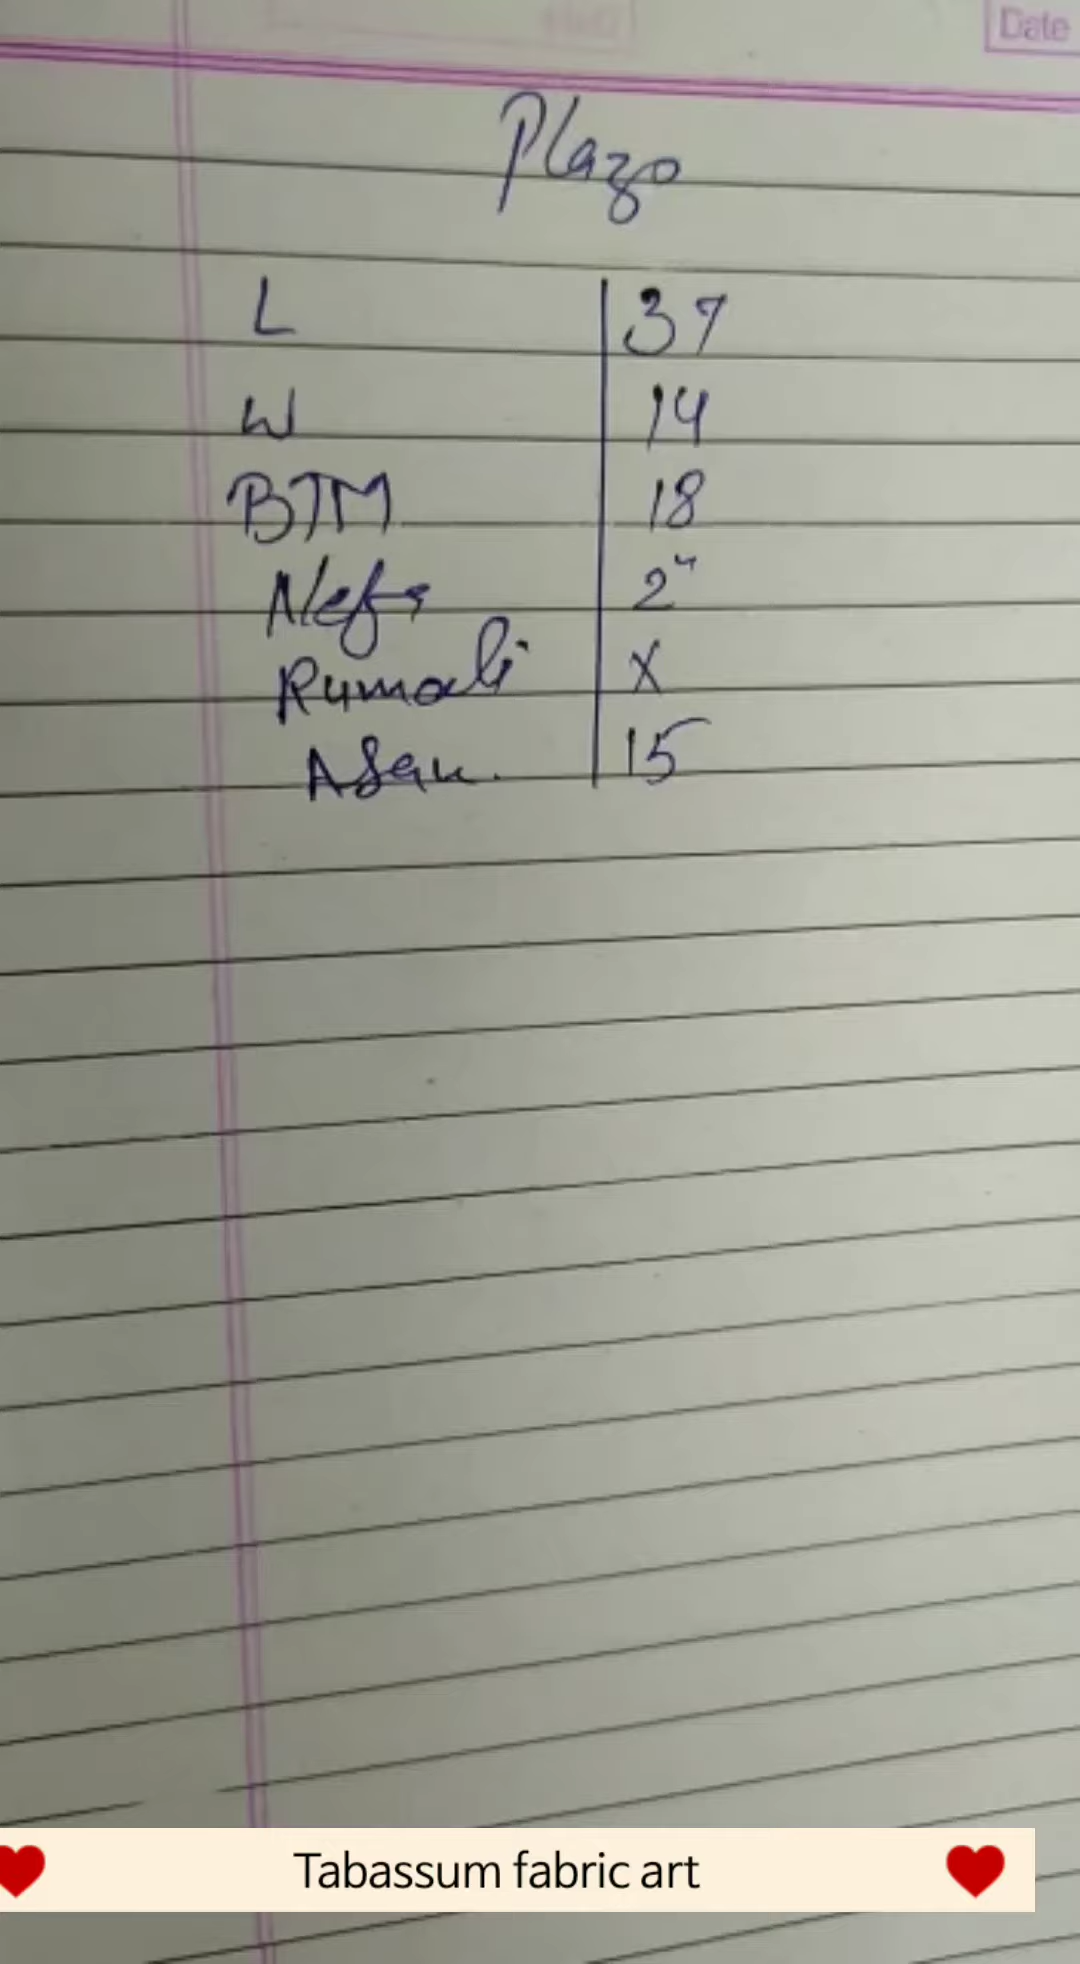 Date
Plazo
L 37
W 14
BTM 18
Nefa 2"
Rumali X
Asan. 15
Tabassum fabric art